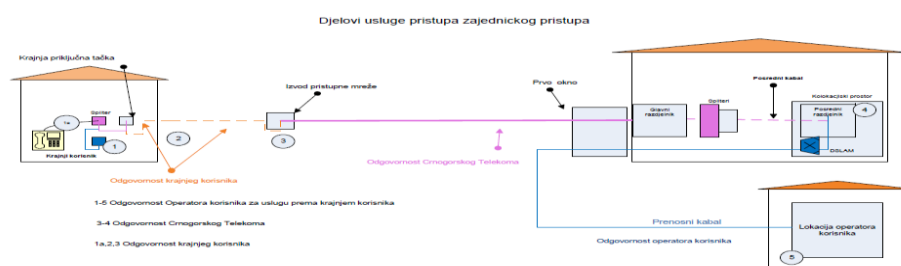 Djelovi usluge pristupa zajednickog pristupa
Krajnja priključna tačka
Izvod pristupne mreže
Prvo okno
Posredni kabal
Kolokacijski prostor
Spliter
1a
1
2
3
Krajnji korisnik
Glavni razdjelnik
Spliteri
Posredni
razdjelnik
4
DSLAM
Odgovornost Crnogorskog Telekoma
Odgovornost krajnjeg korisnika
1-5 Odgovornost Operatora korisnika za uslugu prema krajnjem korisnika
3-4 Odgovornost Crnogorskog Telekoma
1a,2,3 Odgovornost krajnjeg korisnika
Prenosni kabal
Odgovornost operatora korisnika
Lokacija operatora
korisnika
5